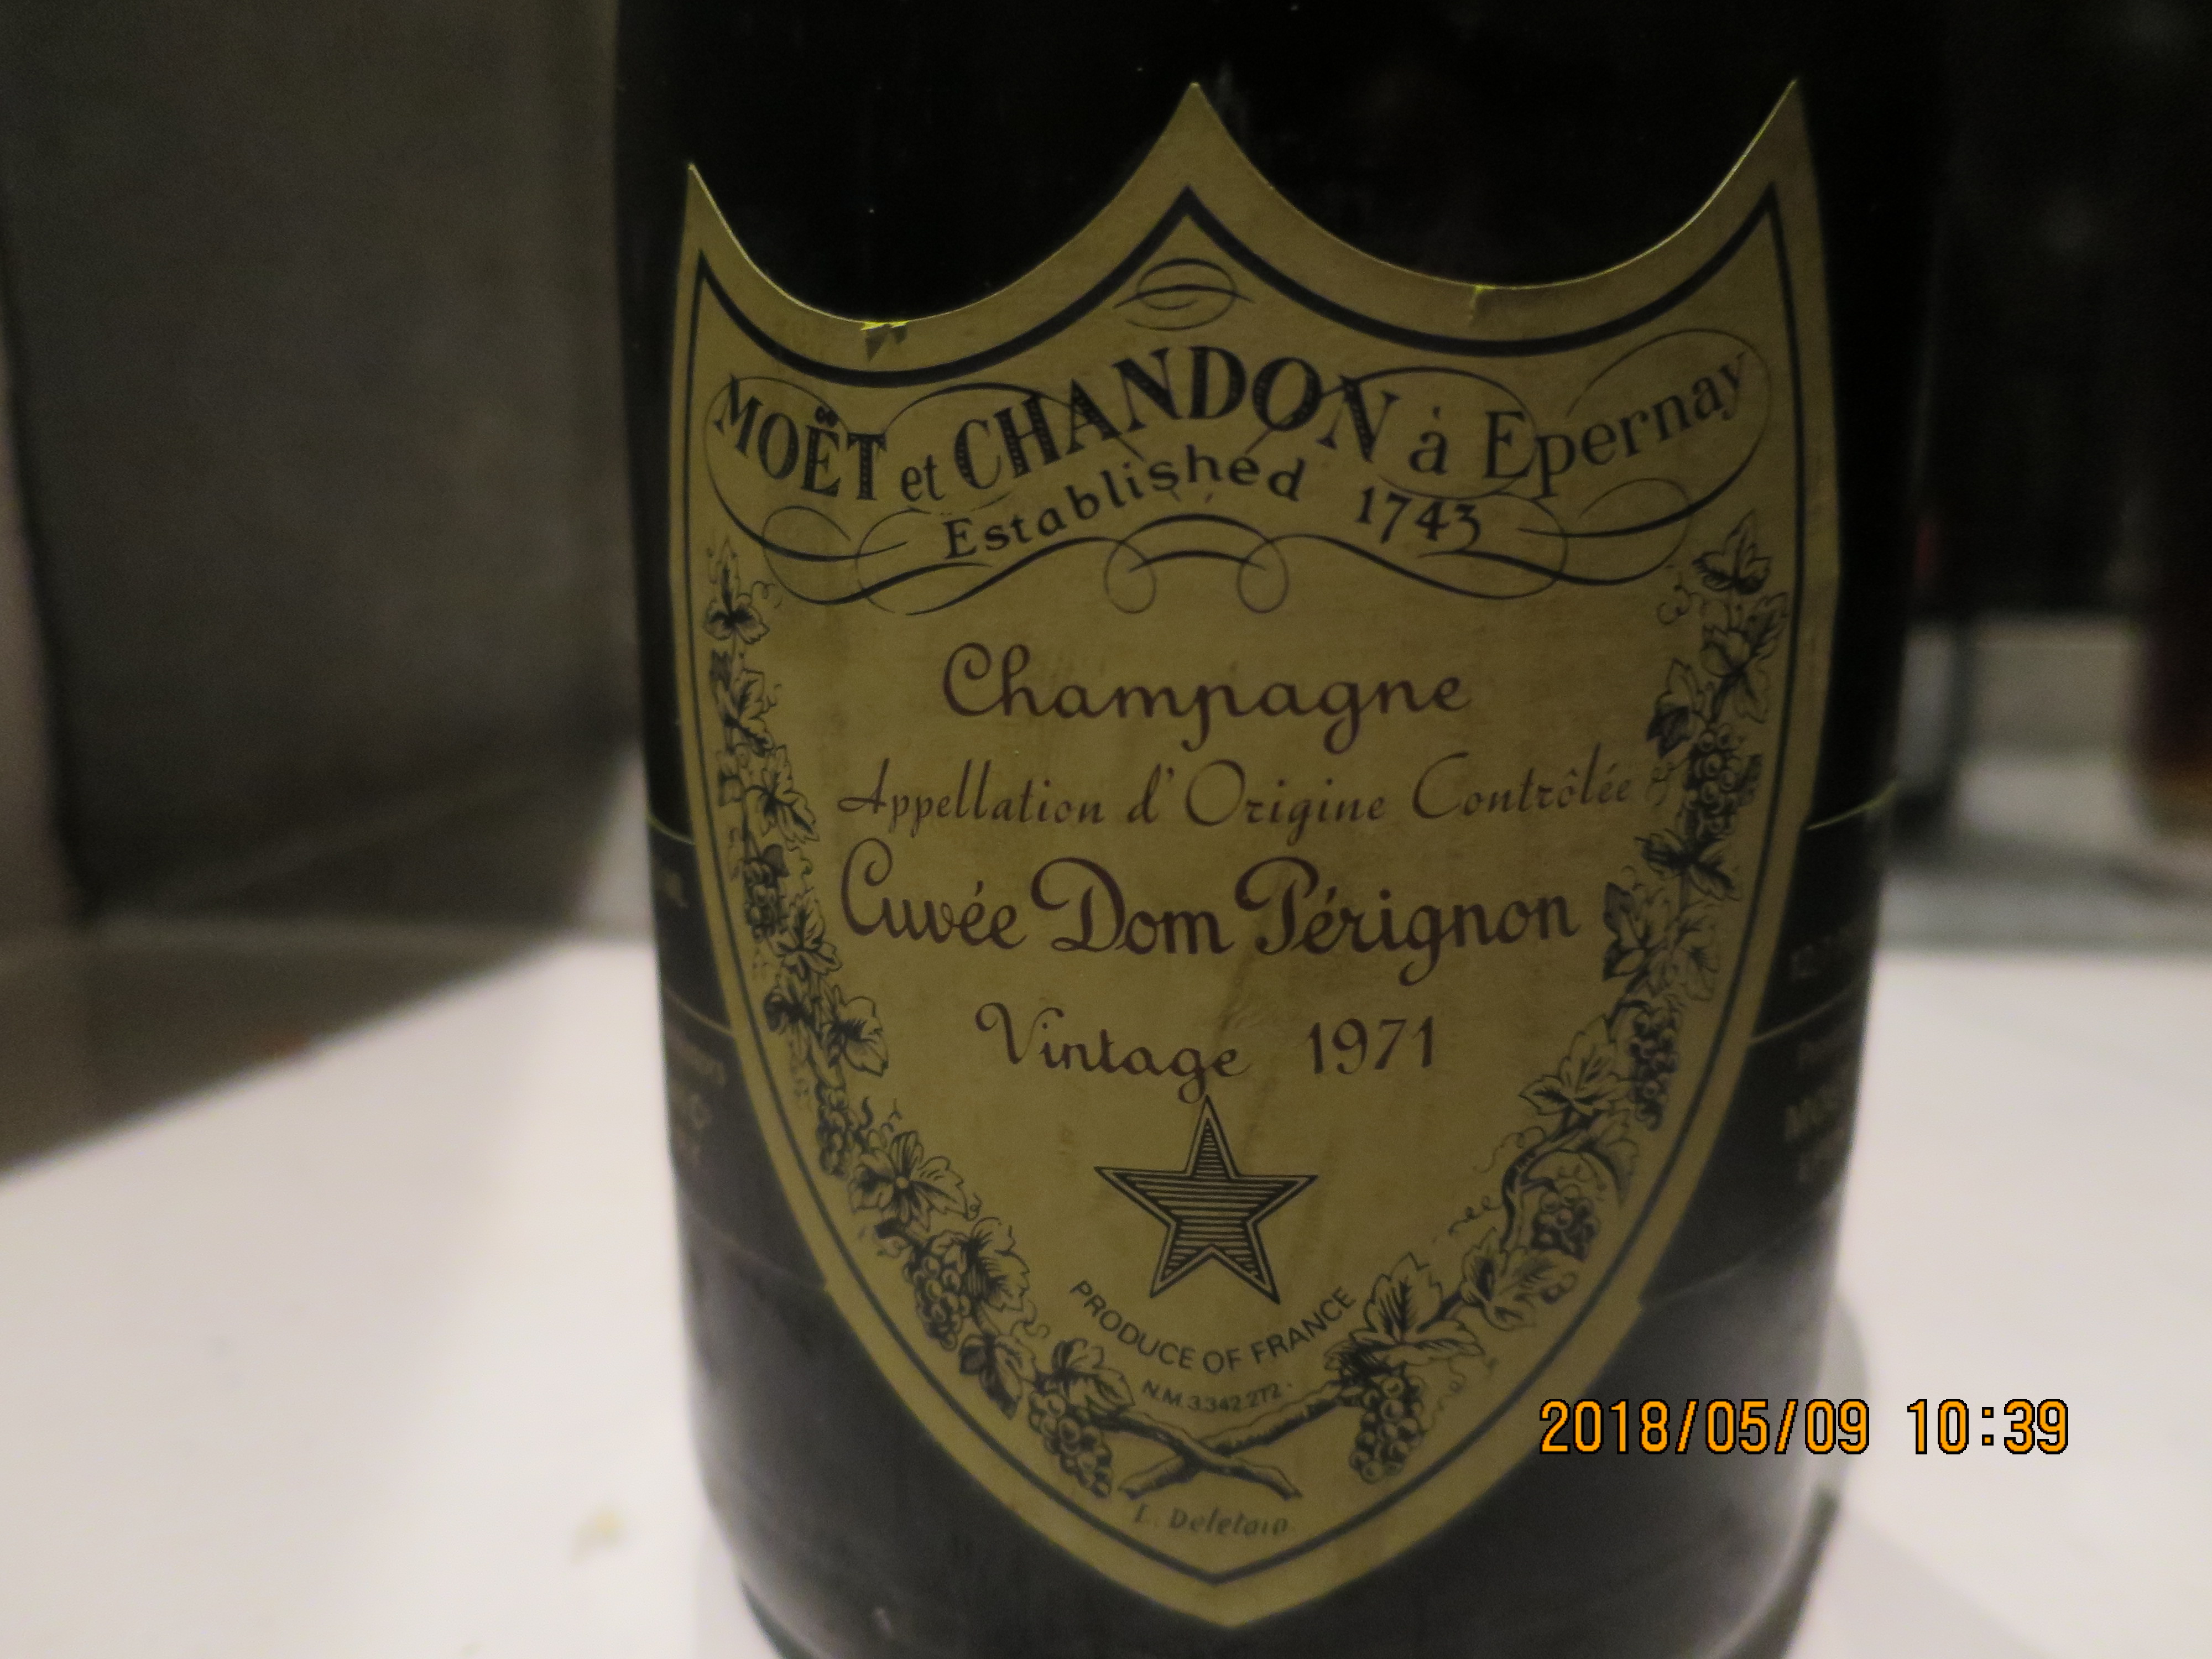 MOËT et CHANDON à Epernay
Established 1743
Champagne
Appellation d'Origine Contrôlée
Cuvée Dom Pérignon
Vintage 1971
PRODUCE OF FRANCE
N.M. 3.342.272
L. Deletain
2018/05/09 10:39